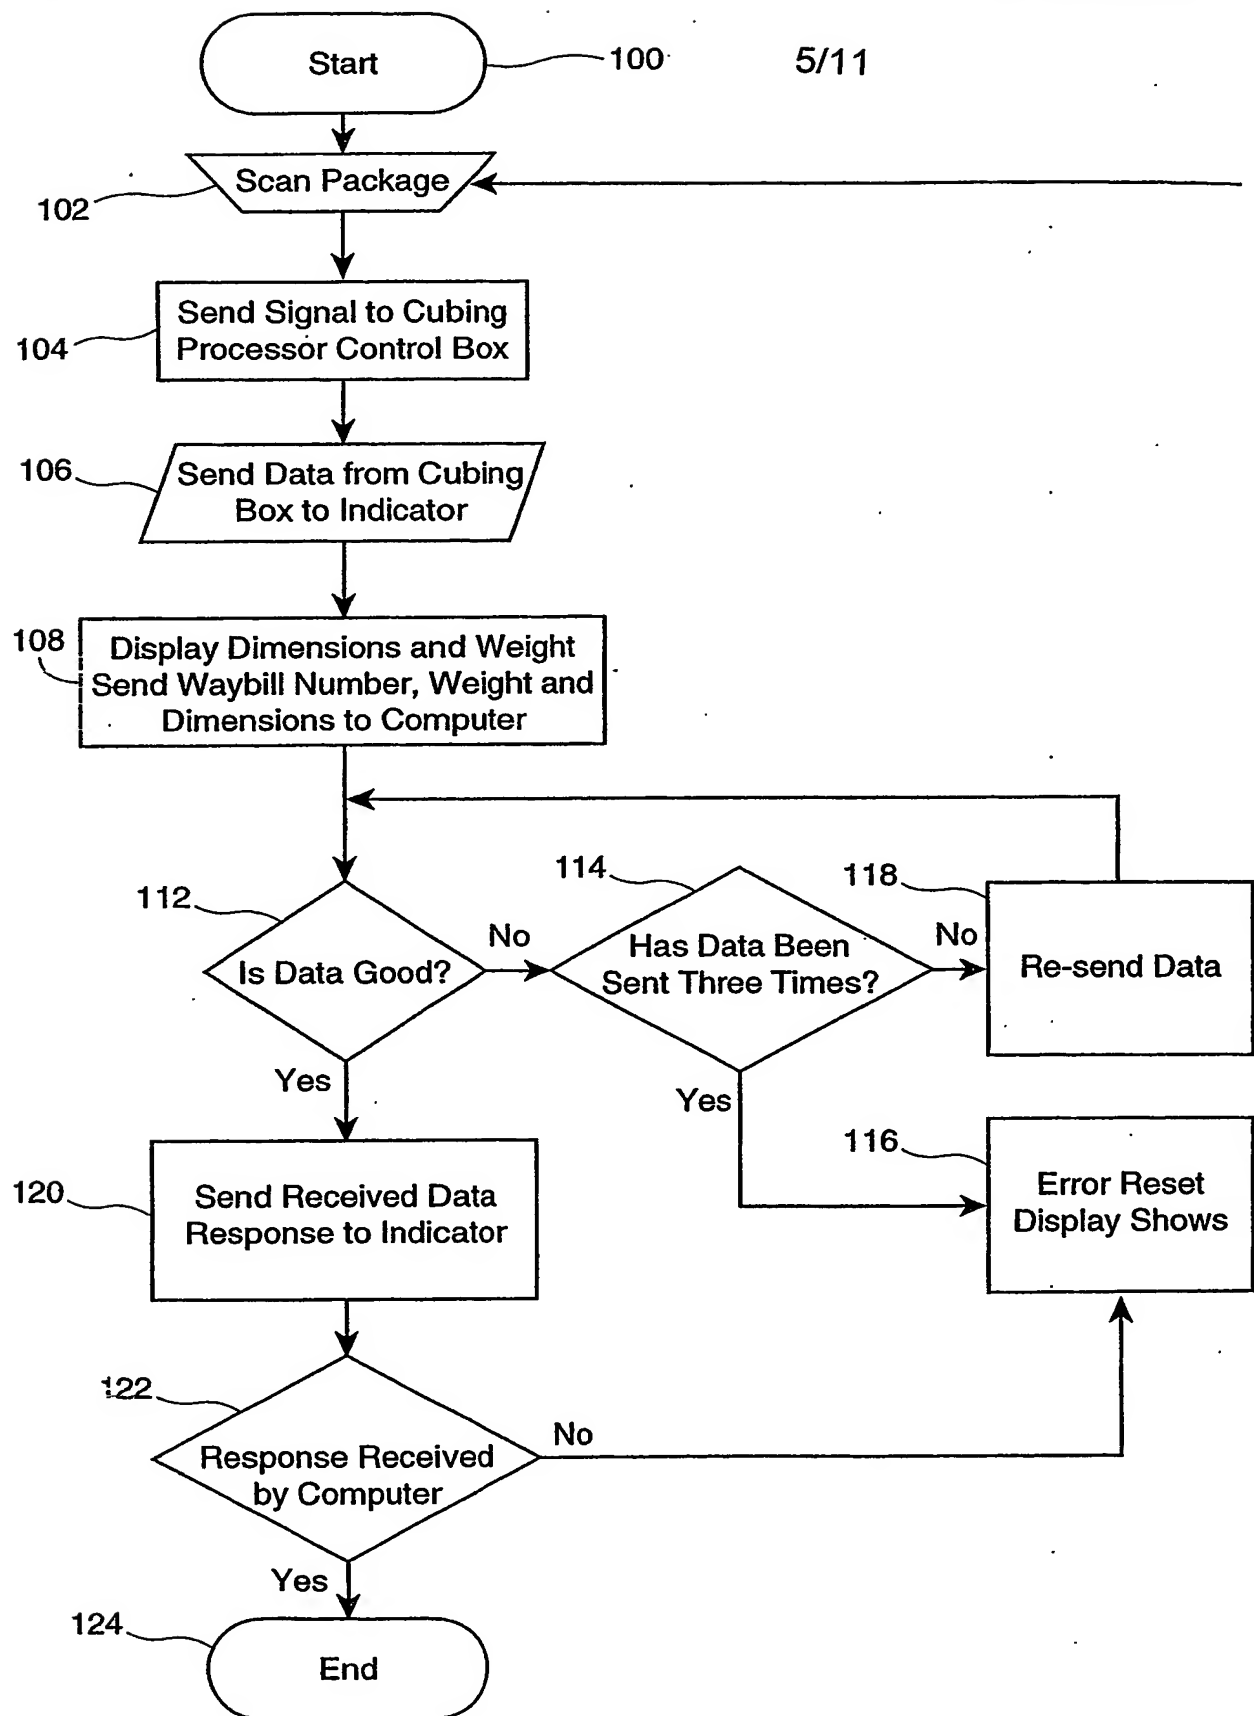 Start
100
5/11
Scan Package
102
Send Signal to Cubing
Processor Control Box
104
106
Send Data from Cubing
Box to Indicator
108
Display Dimensions and Weight
Send Waybill Number, Weight and
Dimensions to Computer
112
Is Data Good?
No
114
Has Data Been
Sent Three Times?
No
118
Re-send Data
Yes
Yes
116
Error Reset
Display Shows
120
Send Received Data
Response to Indicator
122
Response Received
by Computer
No
Yes
124
End